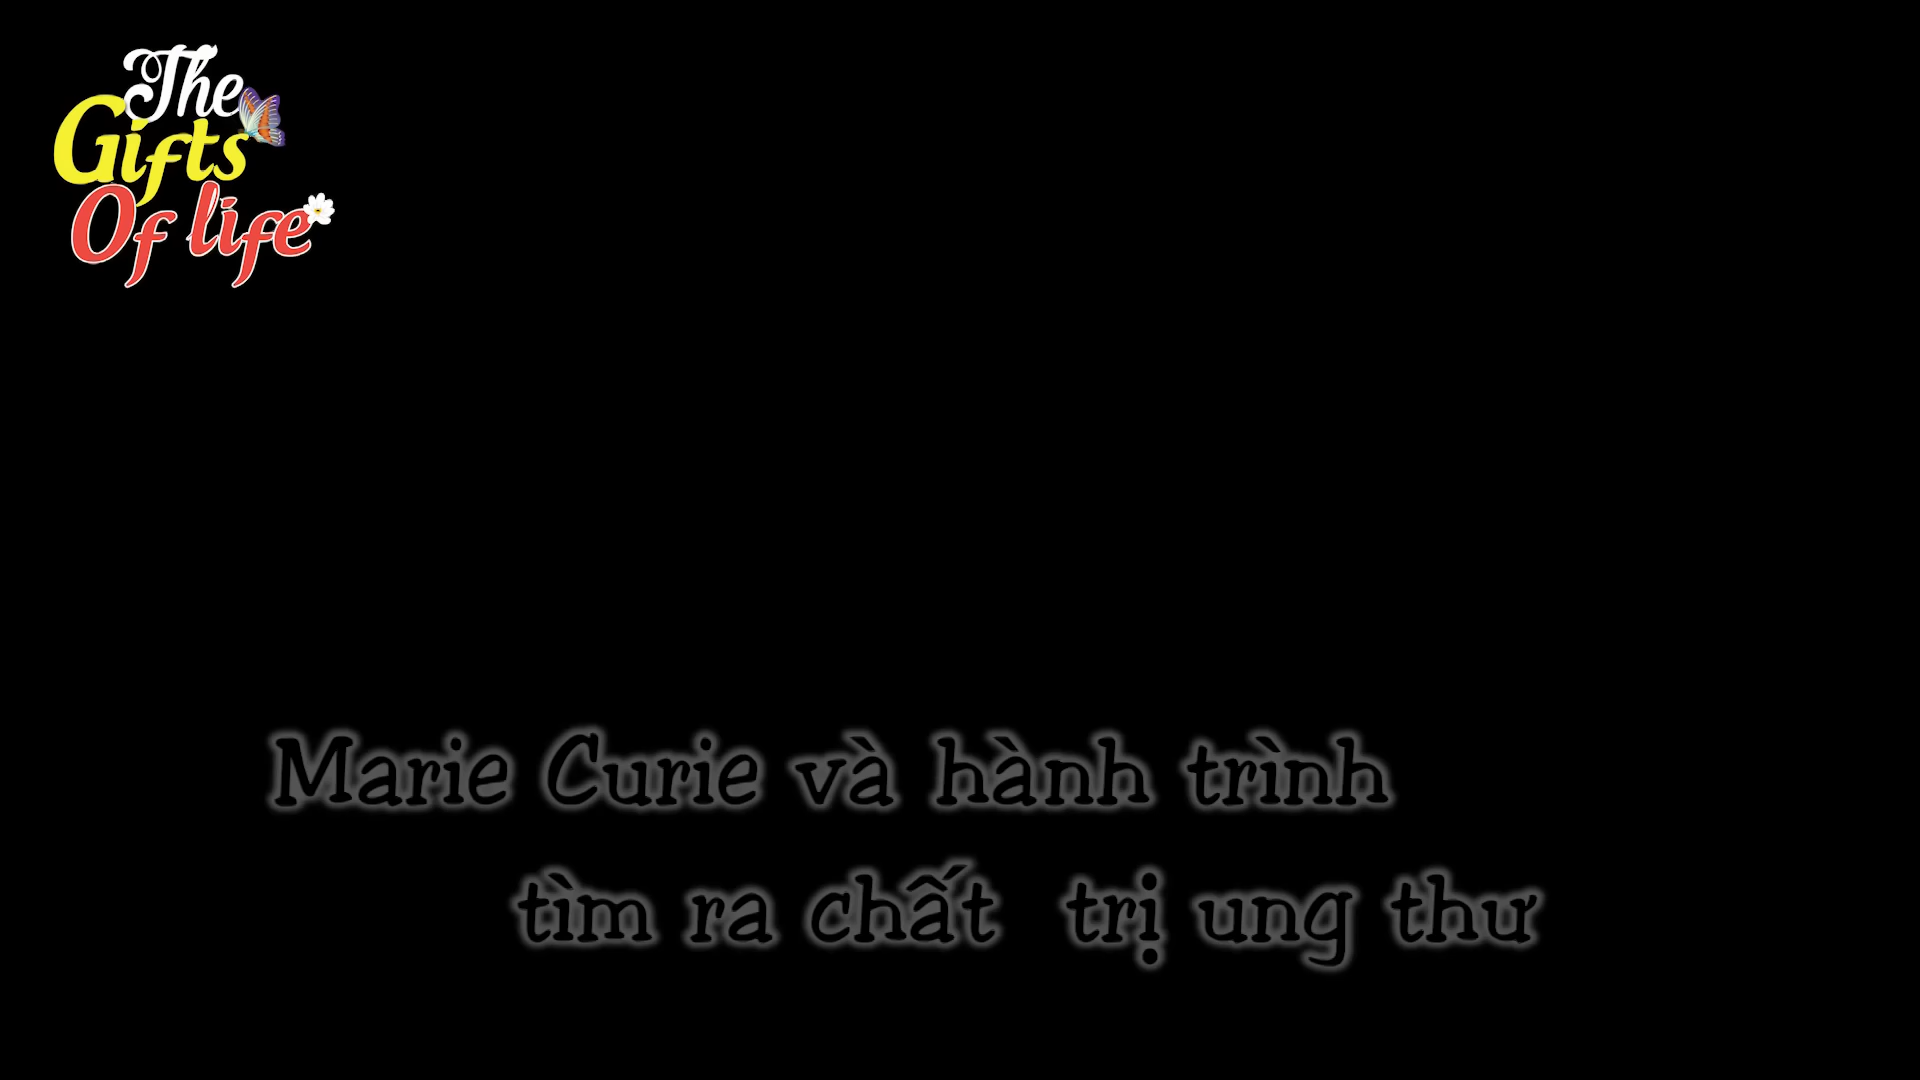 The
Gifts
Of life
Marie Curie và hành trình
tìm ra chất trị ung thư